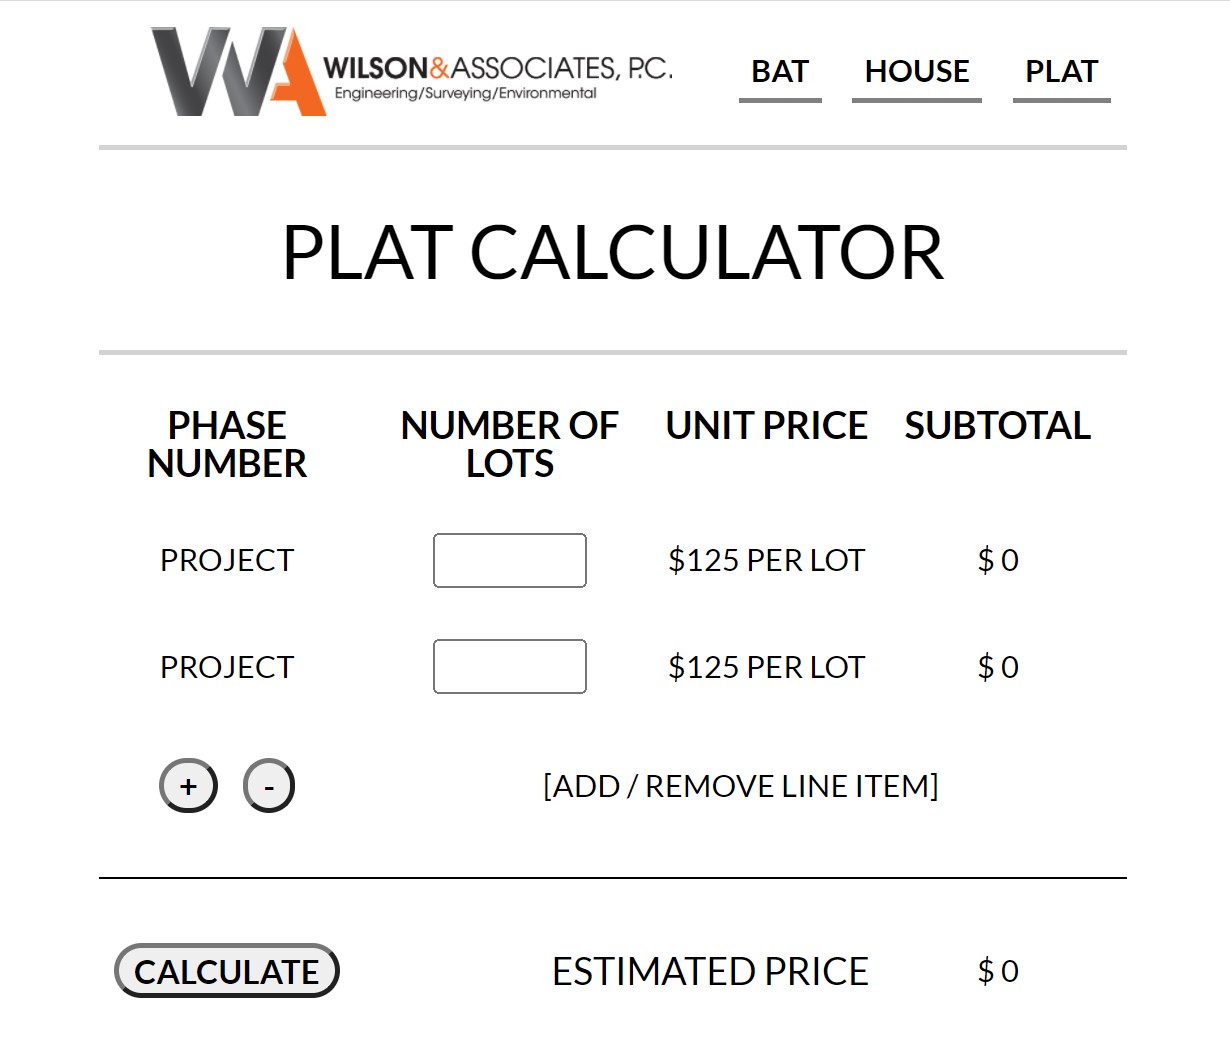 WA WILSON&ASSOCIATES, P.C.
Engineering/Surveying/Environmental
BAT HOUSE PLAT
PLAT CALCULATOR
PHASE NUMBER OF UNIT PRICE SUBTOTAL
NUMBER LOTS
PROJECT $125 PER LOT $ 0
PROJECT $125 PER LOT $ 0
+ - [ADD / REMOVE LINE ITEM]
CALCULATE ESTIMATED PRICE $ 0